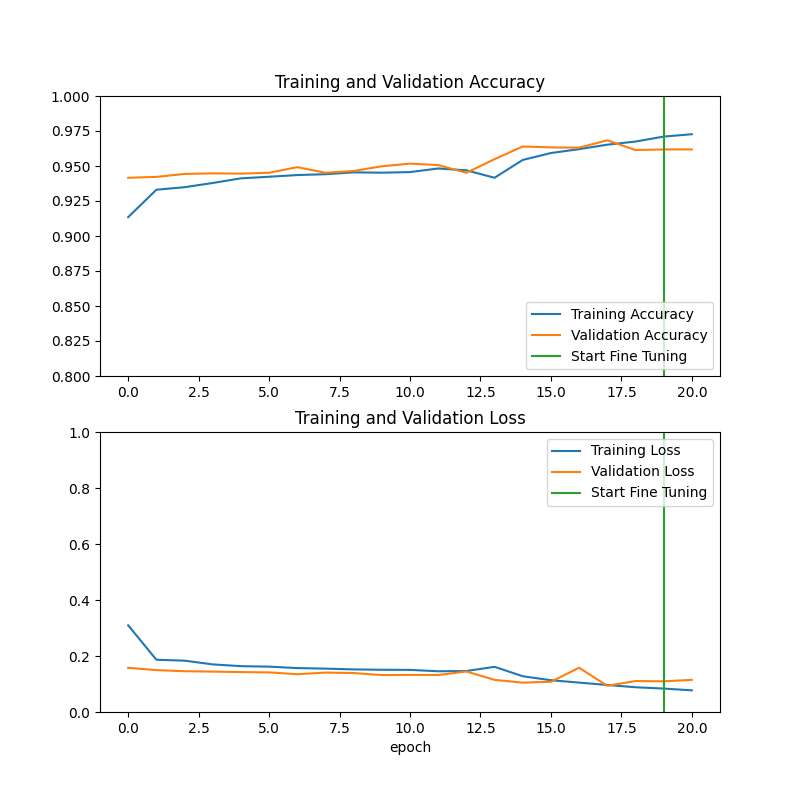 Training and Validation Accuracy
1.000
0.975
0.950
0.925
0.900
0.875
0.850
0.825
0.800
Training Accuracy
Validation Accuracy
Start Fine Tuning
0.0 2.5 5.0 7.5 10.0 12.5 15.0 17.5 20.0
Training and Validation Loss
1.0
0.8
0.6
0.4
0.2
0.0
Training Loss
Validation Loss
Start Fine Tuning
0.0 2.5 5.0 7.5 10.0 12.5 15.0 17.5 20.0
epoch